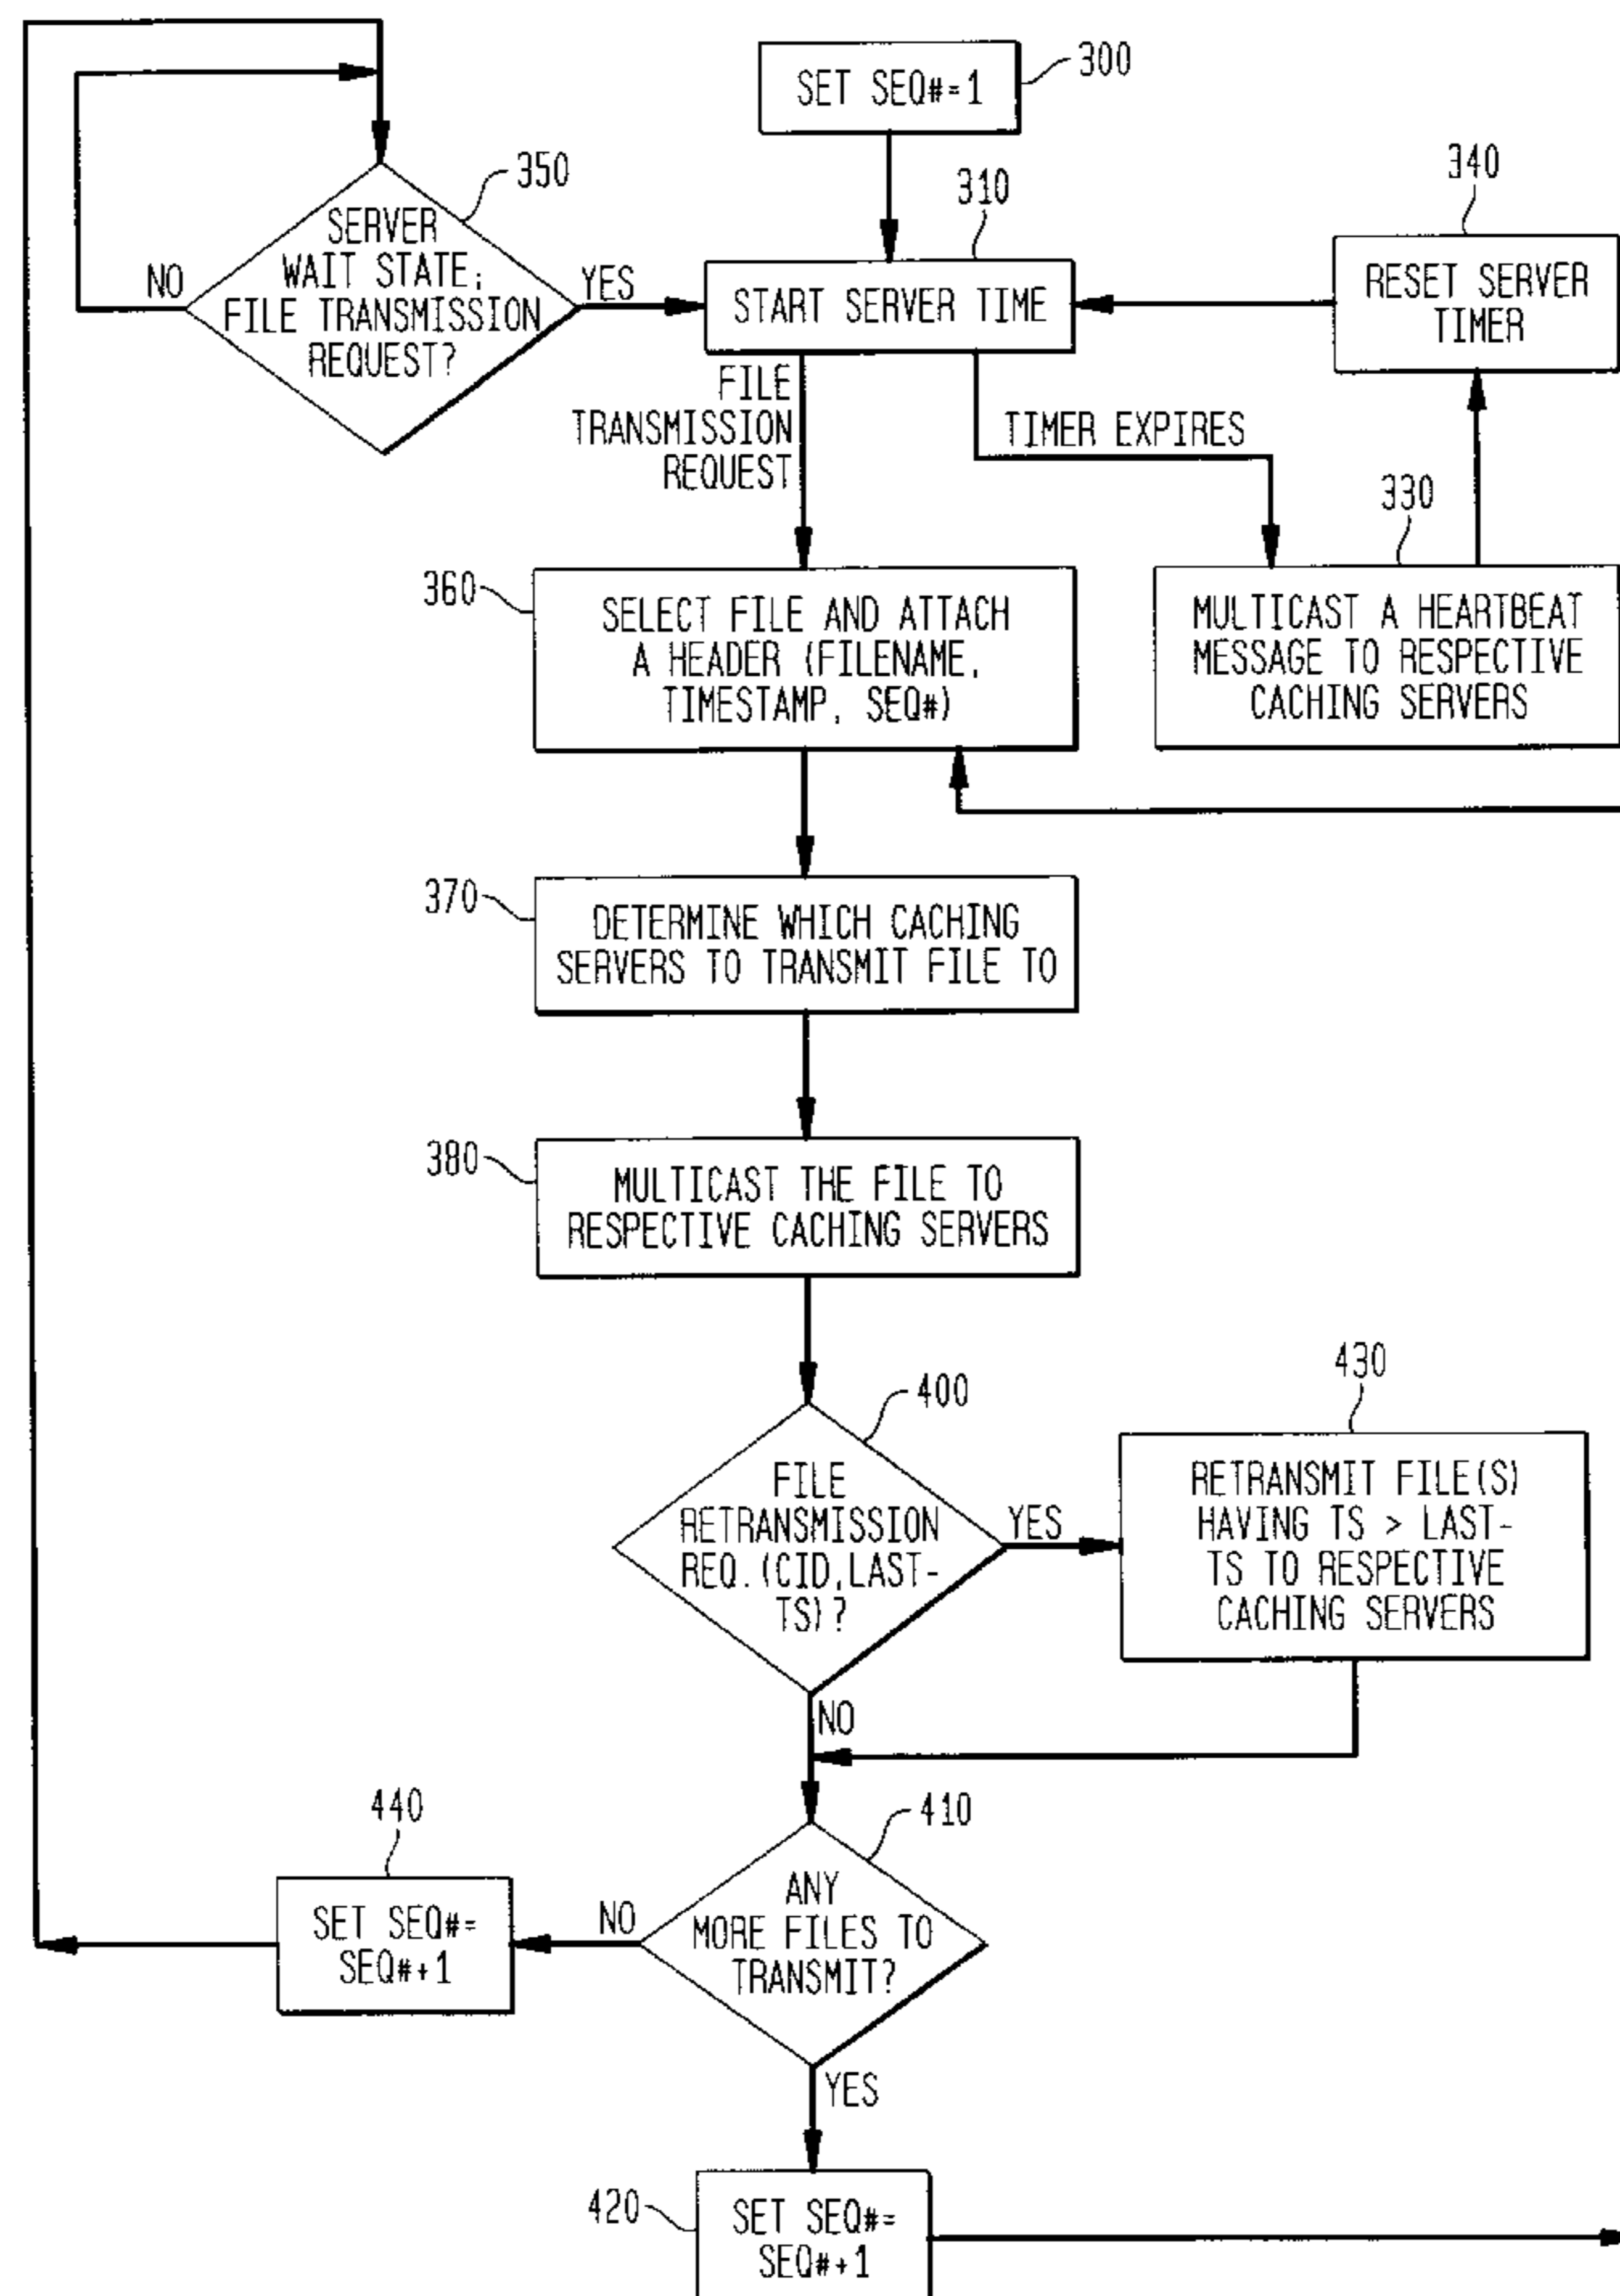 300
SET SEQ#=1
350
SERVER
WAIT STATE;
FILE TRANSMISSION
REQUEST?
NO
YES
310
START SERVER TIME
340
RESET SERVER
TIMER
FILE
TRANSMISSION
REQUEST
TIMER EXPIRES
330
MULTICAST A HEARTBEAT
MESSAGE TO RESPECTIVE
CACHING SERVERS
360
SELECT FILE AND ATTACH
A HEADER (FILENAME,
TIMESTAMP, SEQ#)
370
DETERMINE WHICH CACHING
SERVERS TO TRANSMIT FILE TO
380
MULTICAST THE FILE TO
RESPECTIVE CACHING SERVERS
400
FILE
RETRANSMISSION
REQ.(CID,LAST-
TS)?
YES
NO
430
RETRANSMIT FILE(S)
HAVING TS > LAST-
TS TO RESPECTIVE
CACHING SERVERS
410
ANY
MORE FILES TO
TRANSMIT?
NO
YES
440
SET SEQ#=
SEQ#+1
420
SET SEQ#=
SEQ#+1